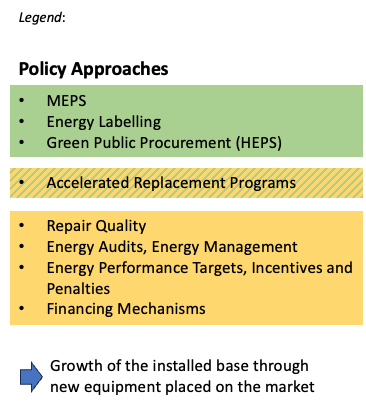 Legend:
Policy Approaches
• MEPS
• Energy Labelling
• Green Public Procurement (HEPS)
• Accelerated Replacement Programs
• Repair Quality
• Energy Audits, Energy Management
• Energy Performance Targets, Incentives and
Penalties
• Financing Mechanisms
Growth of the installed base through
new equipment placed on the market